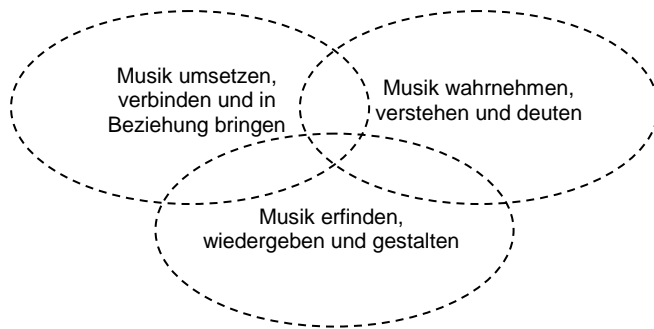 Musik umsetzen,
verbinden und in
Beziehung bringen
Musik wahrnehmen,
verstehen und deuten
Musik erfinden,
wiedergeben und gestalten